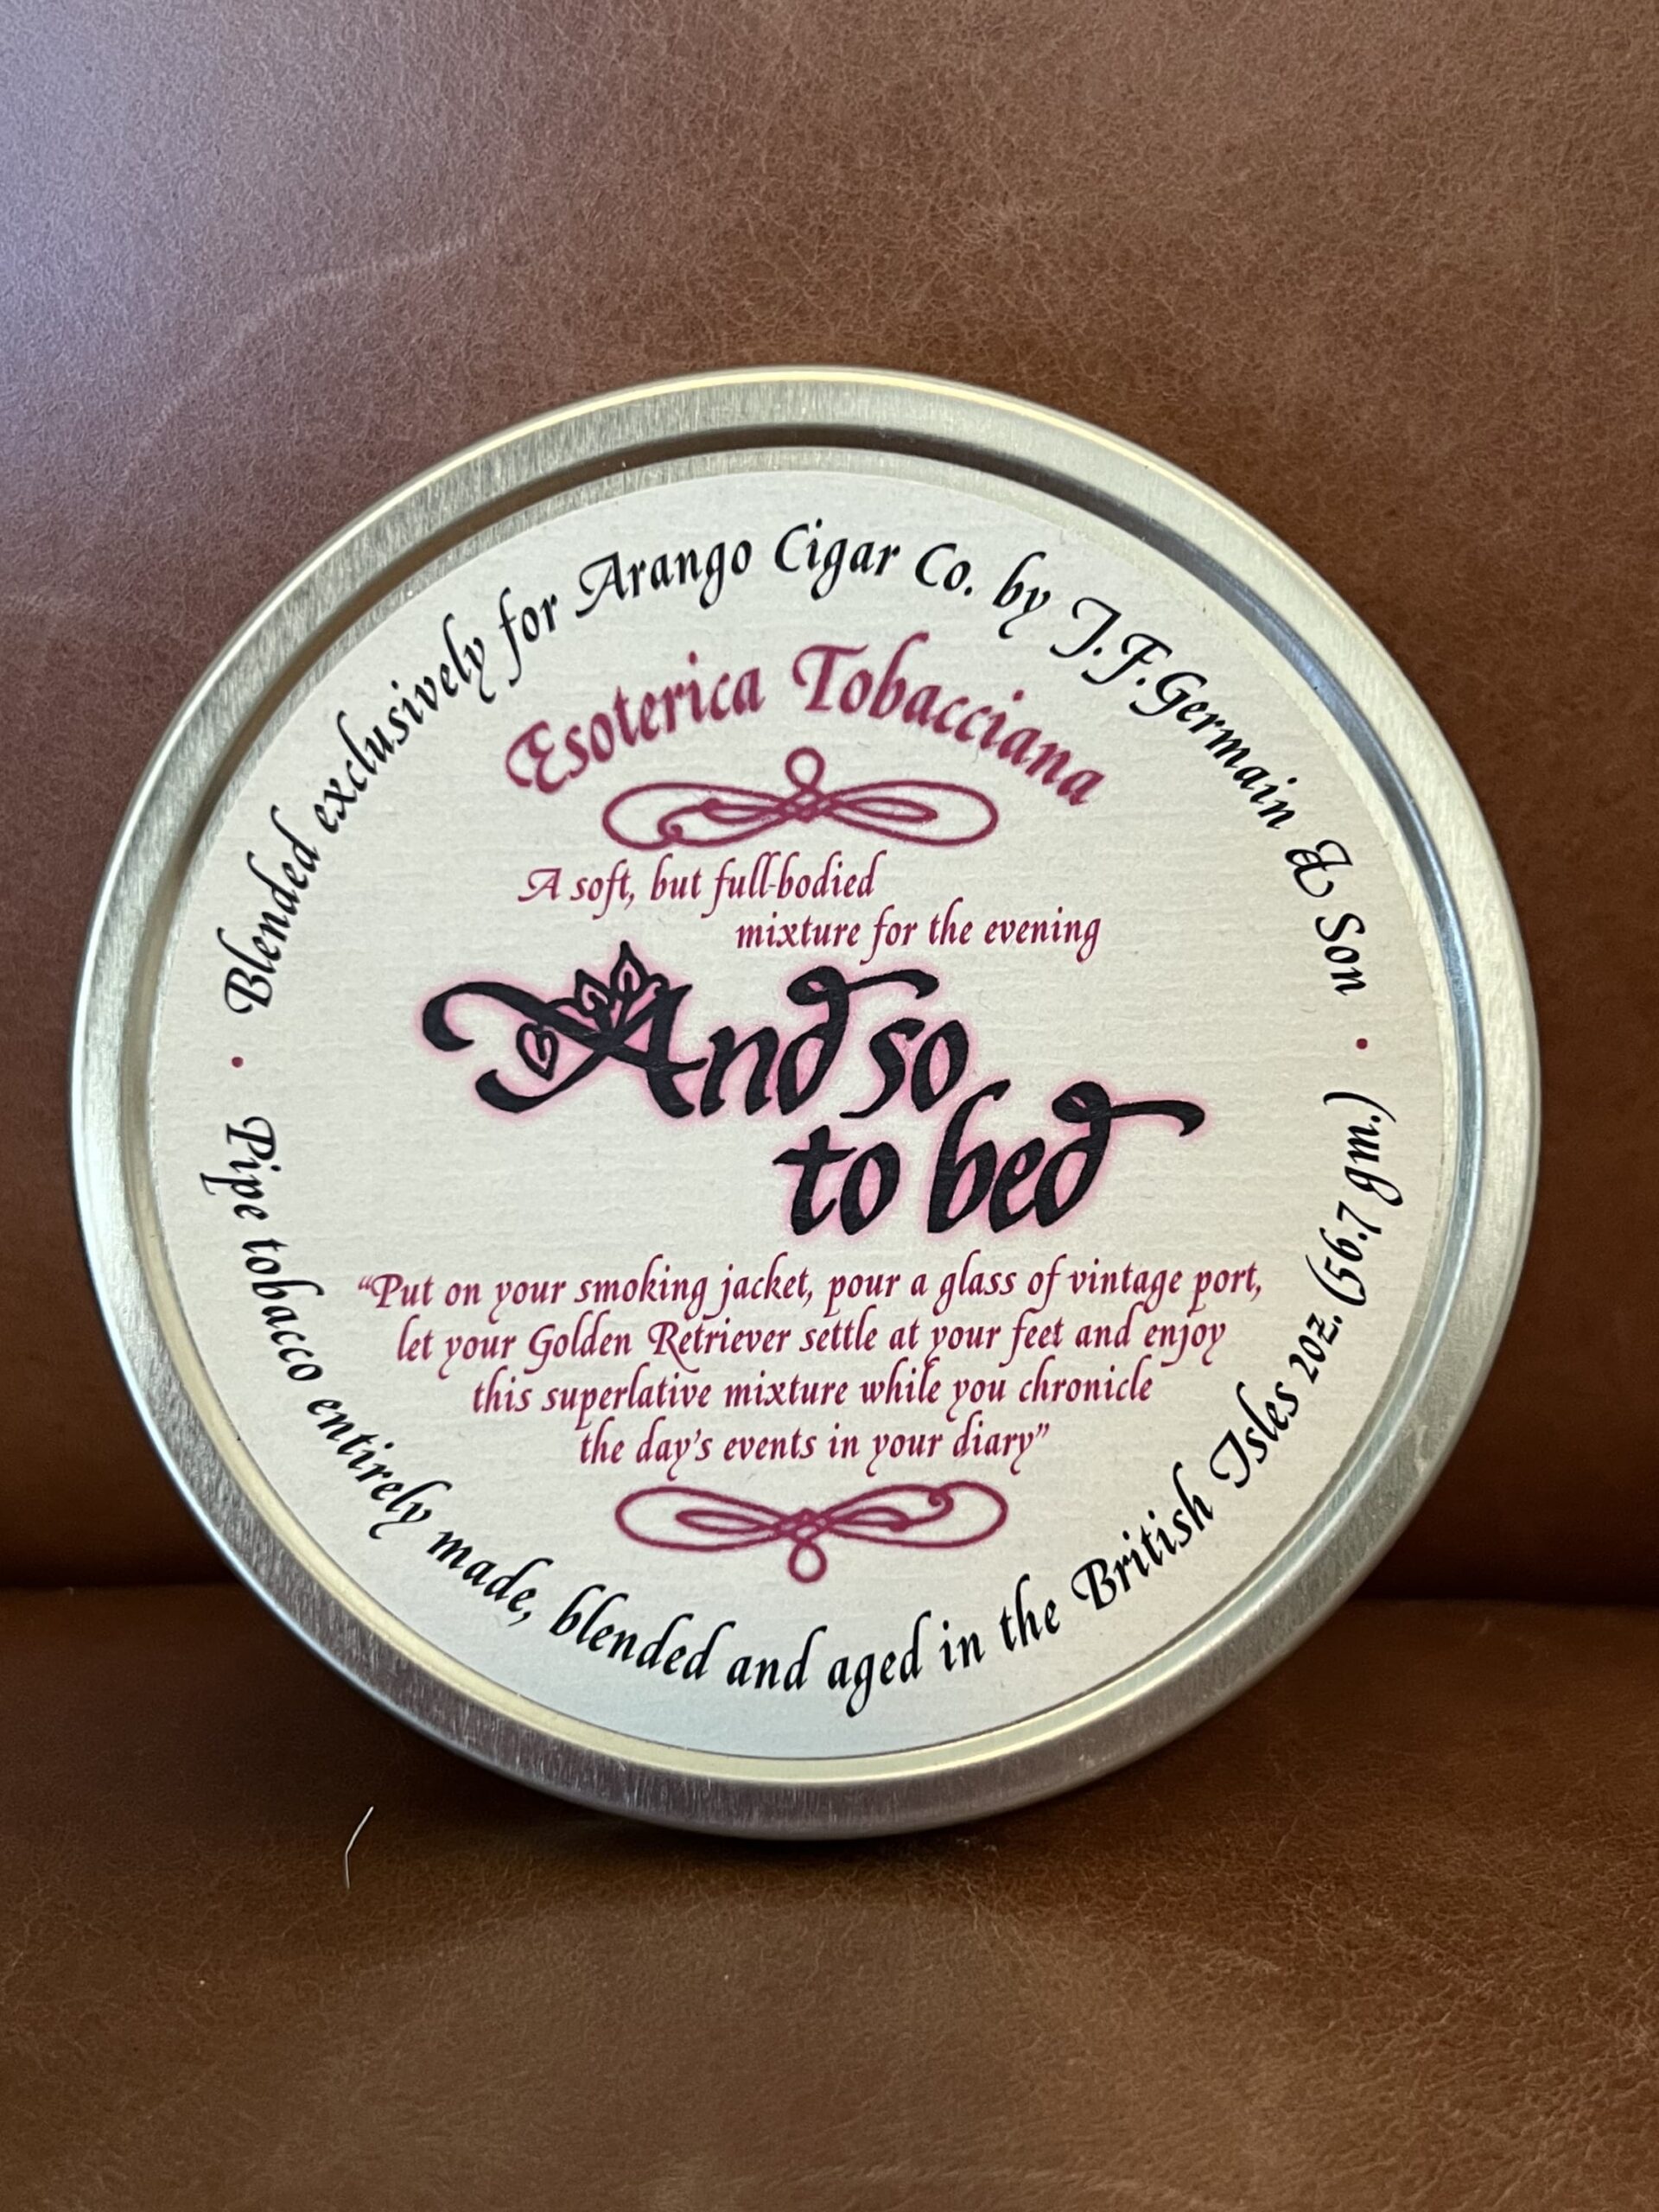 Blended exclusively for Arango Cigar Co. by J.F.Germain & Son
Esoterica Tobacciana
A soft, but full-bodied
mixture for the evening
And so
to bed
“Put on your smoking jacket, pour a glass of vintage port,
let your Golden Retriever settle at your feet and enjoy
this superlative mixture while you chronicle
the day's events in your diary”
Pipe tobacco entirely made, blended and aged in the British Isles 2oz. (56.7 gm.)